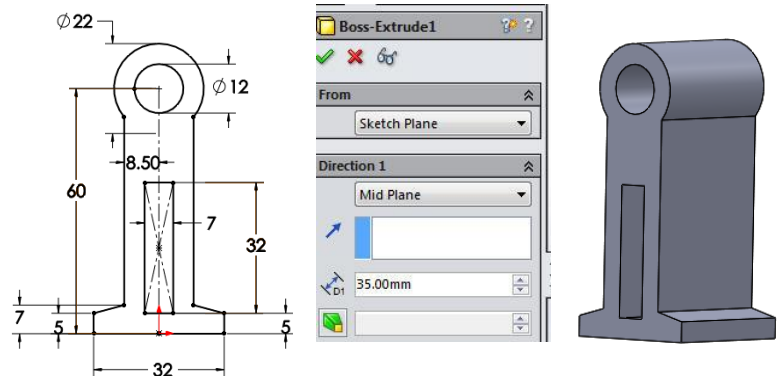 Ø22
Ø12
8.50
60
7
32
7
5
5
32
Boss-Extrude1
From
Sketch Plane
Direction 1
Mid Plane
D1
35.00mm